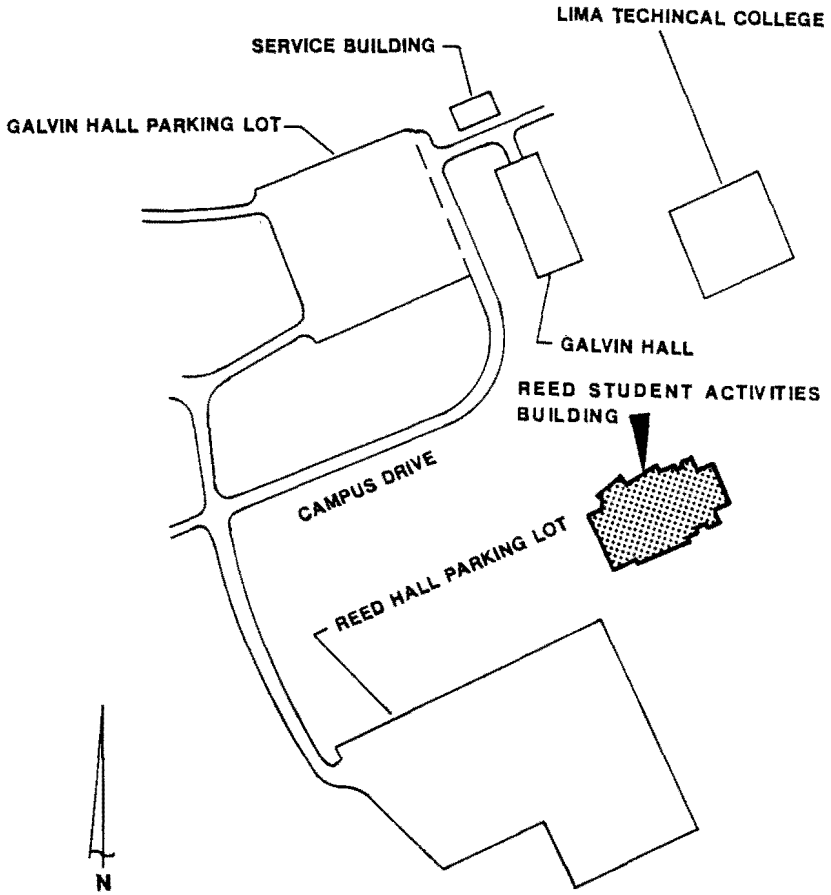 LIMA TECHINCAL COLLEGE
SERVICE BUILDING
GALVIN HALL PARKING LOT
GALVIN HALL
REED STUDENT ACTIVITIES
BUILDING
CAMPUS DRIVE
REED HALL PARKING LOT
N